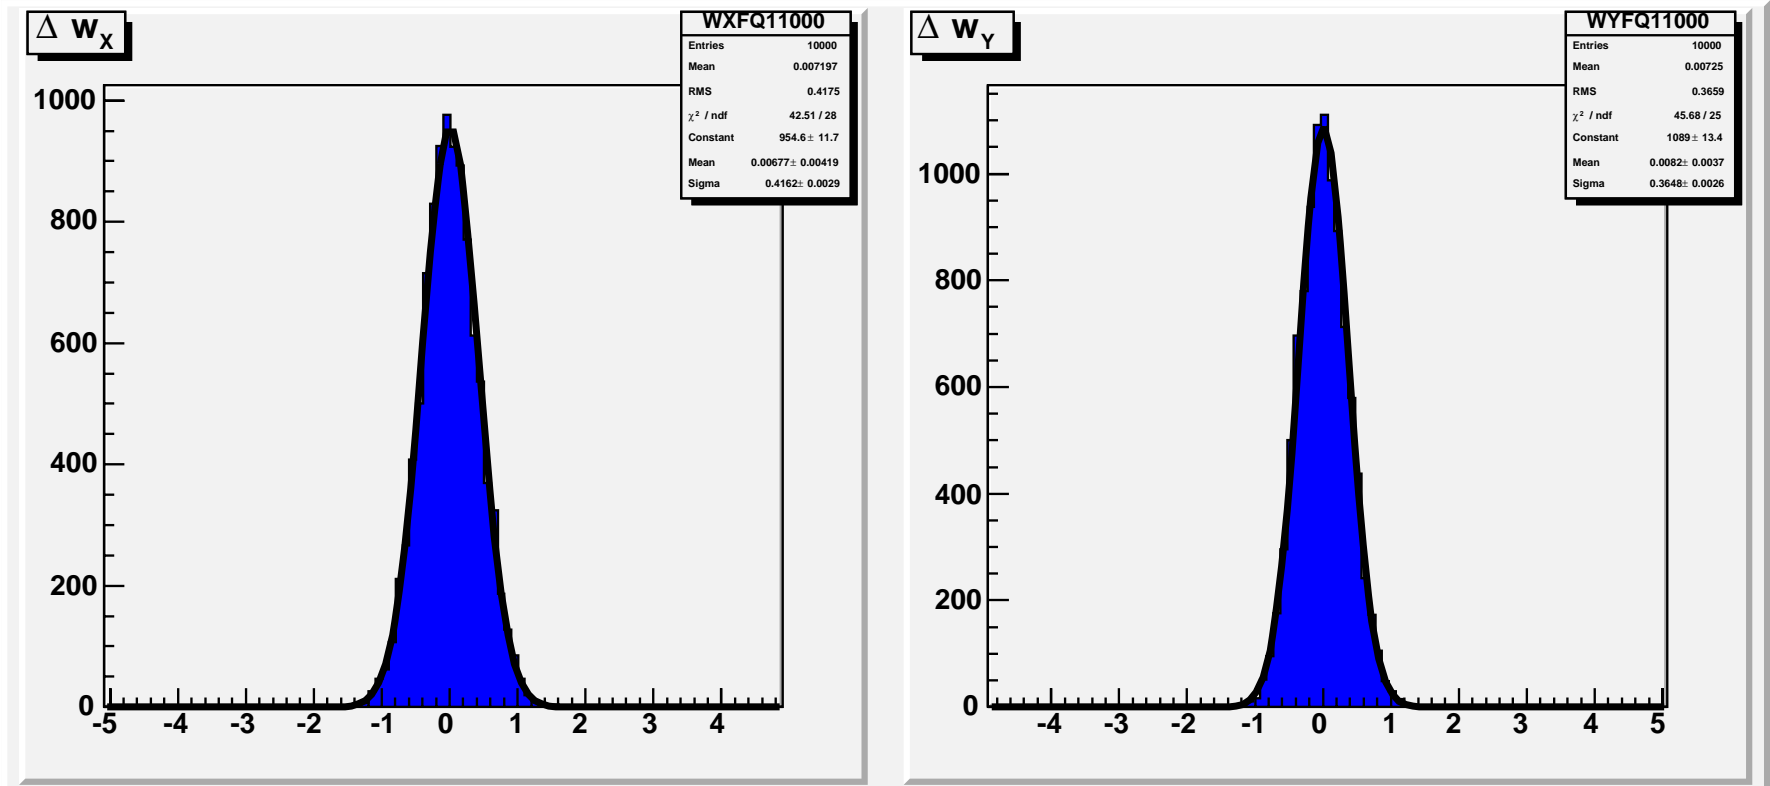 Δ W_X
WXFQ11000
Entries 10000
Mean 0.007197
RMS 0.4175
χ² / ndf 42.51 / 28
Constant 954.6 ± 11.7
Mean 0.00677 ± 0.00419
Sigma 0.4162 ± 0.0029
1000
800
600
400
200
0
-5 -4 -3 -2 -1 0 1 2 3 4
Δ W_Y
WYFQ11000
Entries 10000
Mean 0.00725
RMS 0.3659
χ² / ndf 45.68 / 25
Constant 1089 ± 13.4
Mean 0.0082 ± 0.0037
Sigma 0.3648 ± 0.0026
1000
800
600
400
200
0
-4 -3 -2 -1 0 1 2 3 4 5